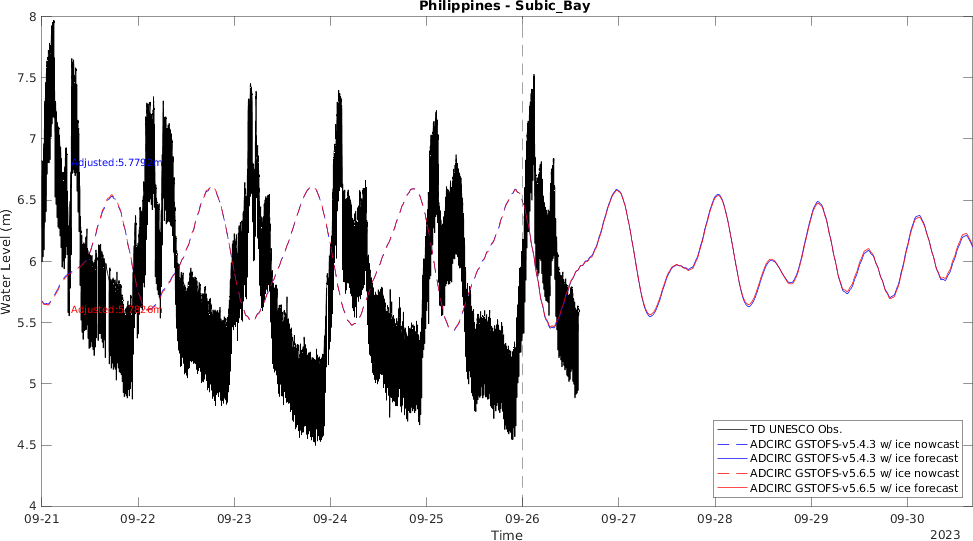 Philippines - Subic_Bay
8
7.5
7
6.5
6
5.5
5
4.5
4
Water Level (m)
Adjusted:5.779
TD UNESCO Obs.
ADCIRC GSTOFS-v5.4.3 w/ ice nowcast
ADCIRC GSTOFS-v5.4.3 w/ ice forecast
ADCIRC GSTOFS-v5.6.5 w/ ice nowcast
ADCIRC GSTOFS-v5.6.5 w/ ice forecast
09-21 09-22 09-23 09-24 09-25 09-26 09-27 09-28 09-29 09-30
Time
2023